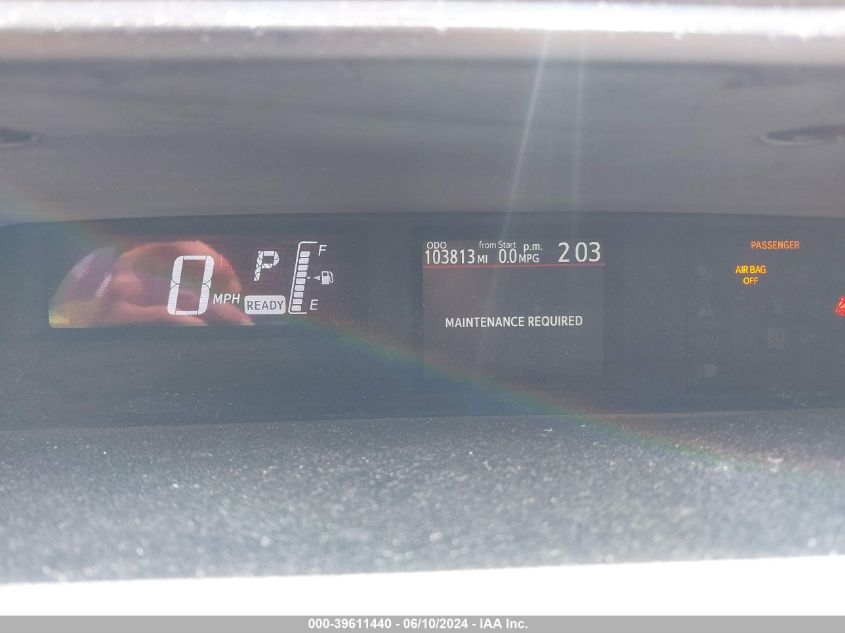 ODO from Start p.m. 2 03
103813 MI 0.0 MPG
0 MPH P F
READY E
MAINTENANCE REQUIRED
PASSENGER
AIR BAG
OFF
000-39611440 - 06/10/2024 - IAA Inc.